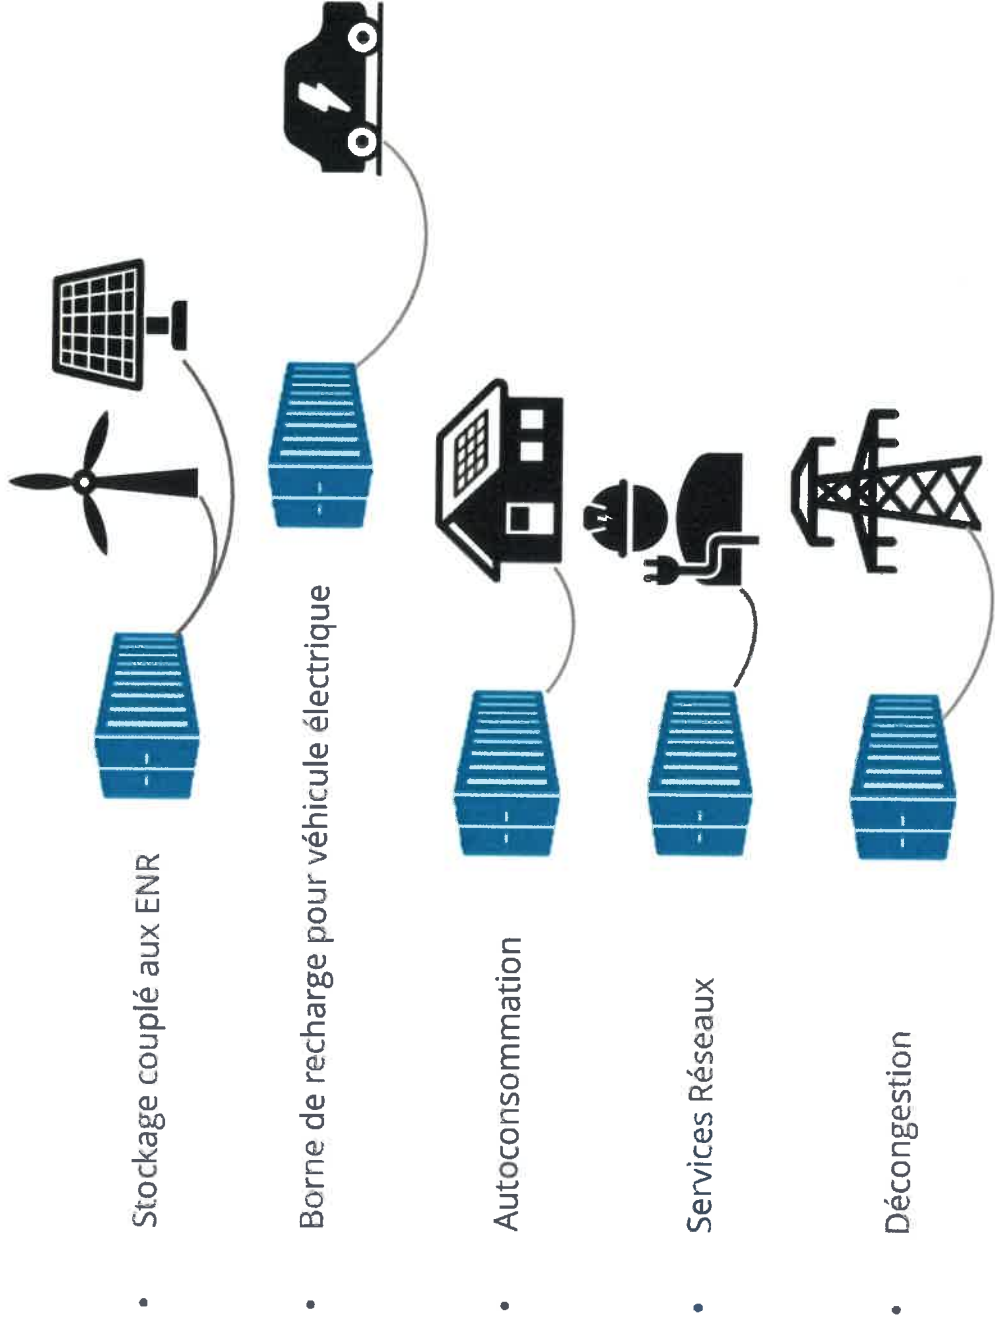 • Stockage couplé aux ENR
• Borne de recharge pour véhicule électrique
• Autoconsommation
• Services Réseaux
• Décongestion